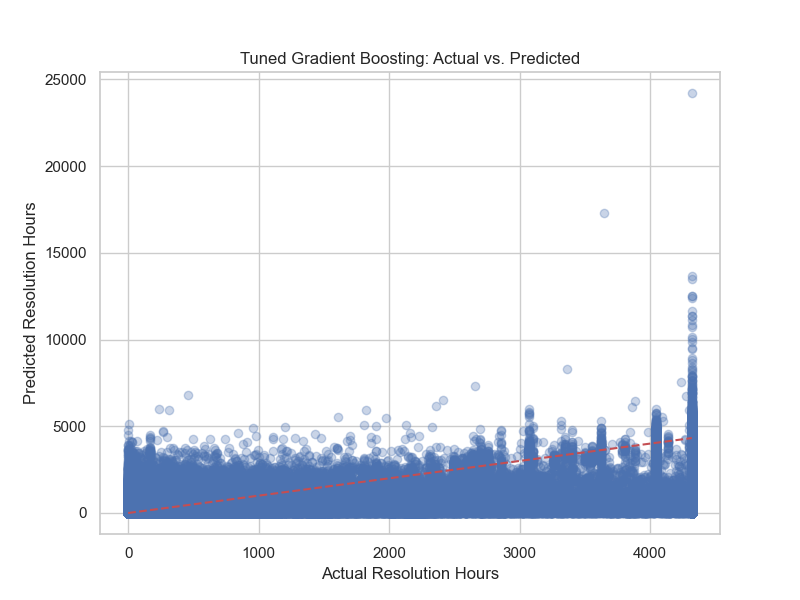 Tuned Gradient Boosting: Actual vs. Predicted
25000
20000
15000
10000
5000
0
Predicted Resolution Hours
0 1000 2000 3000 4000
Actual Resolution Hours